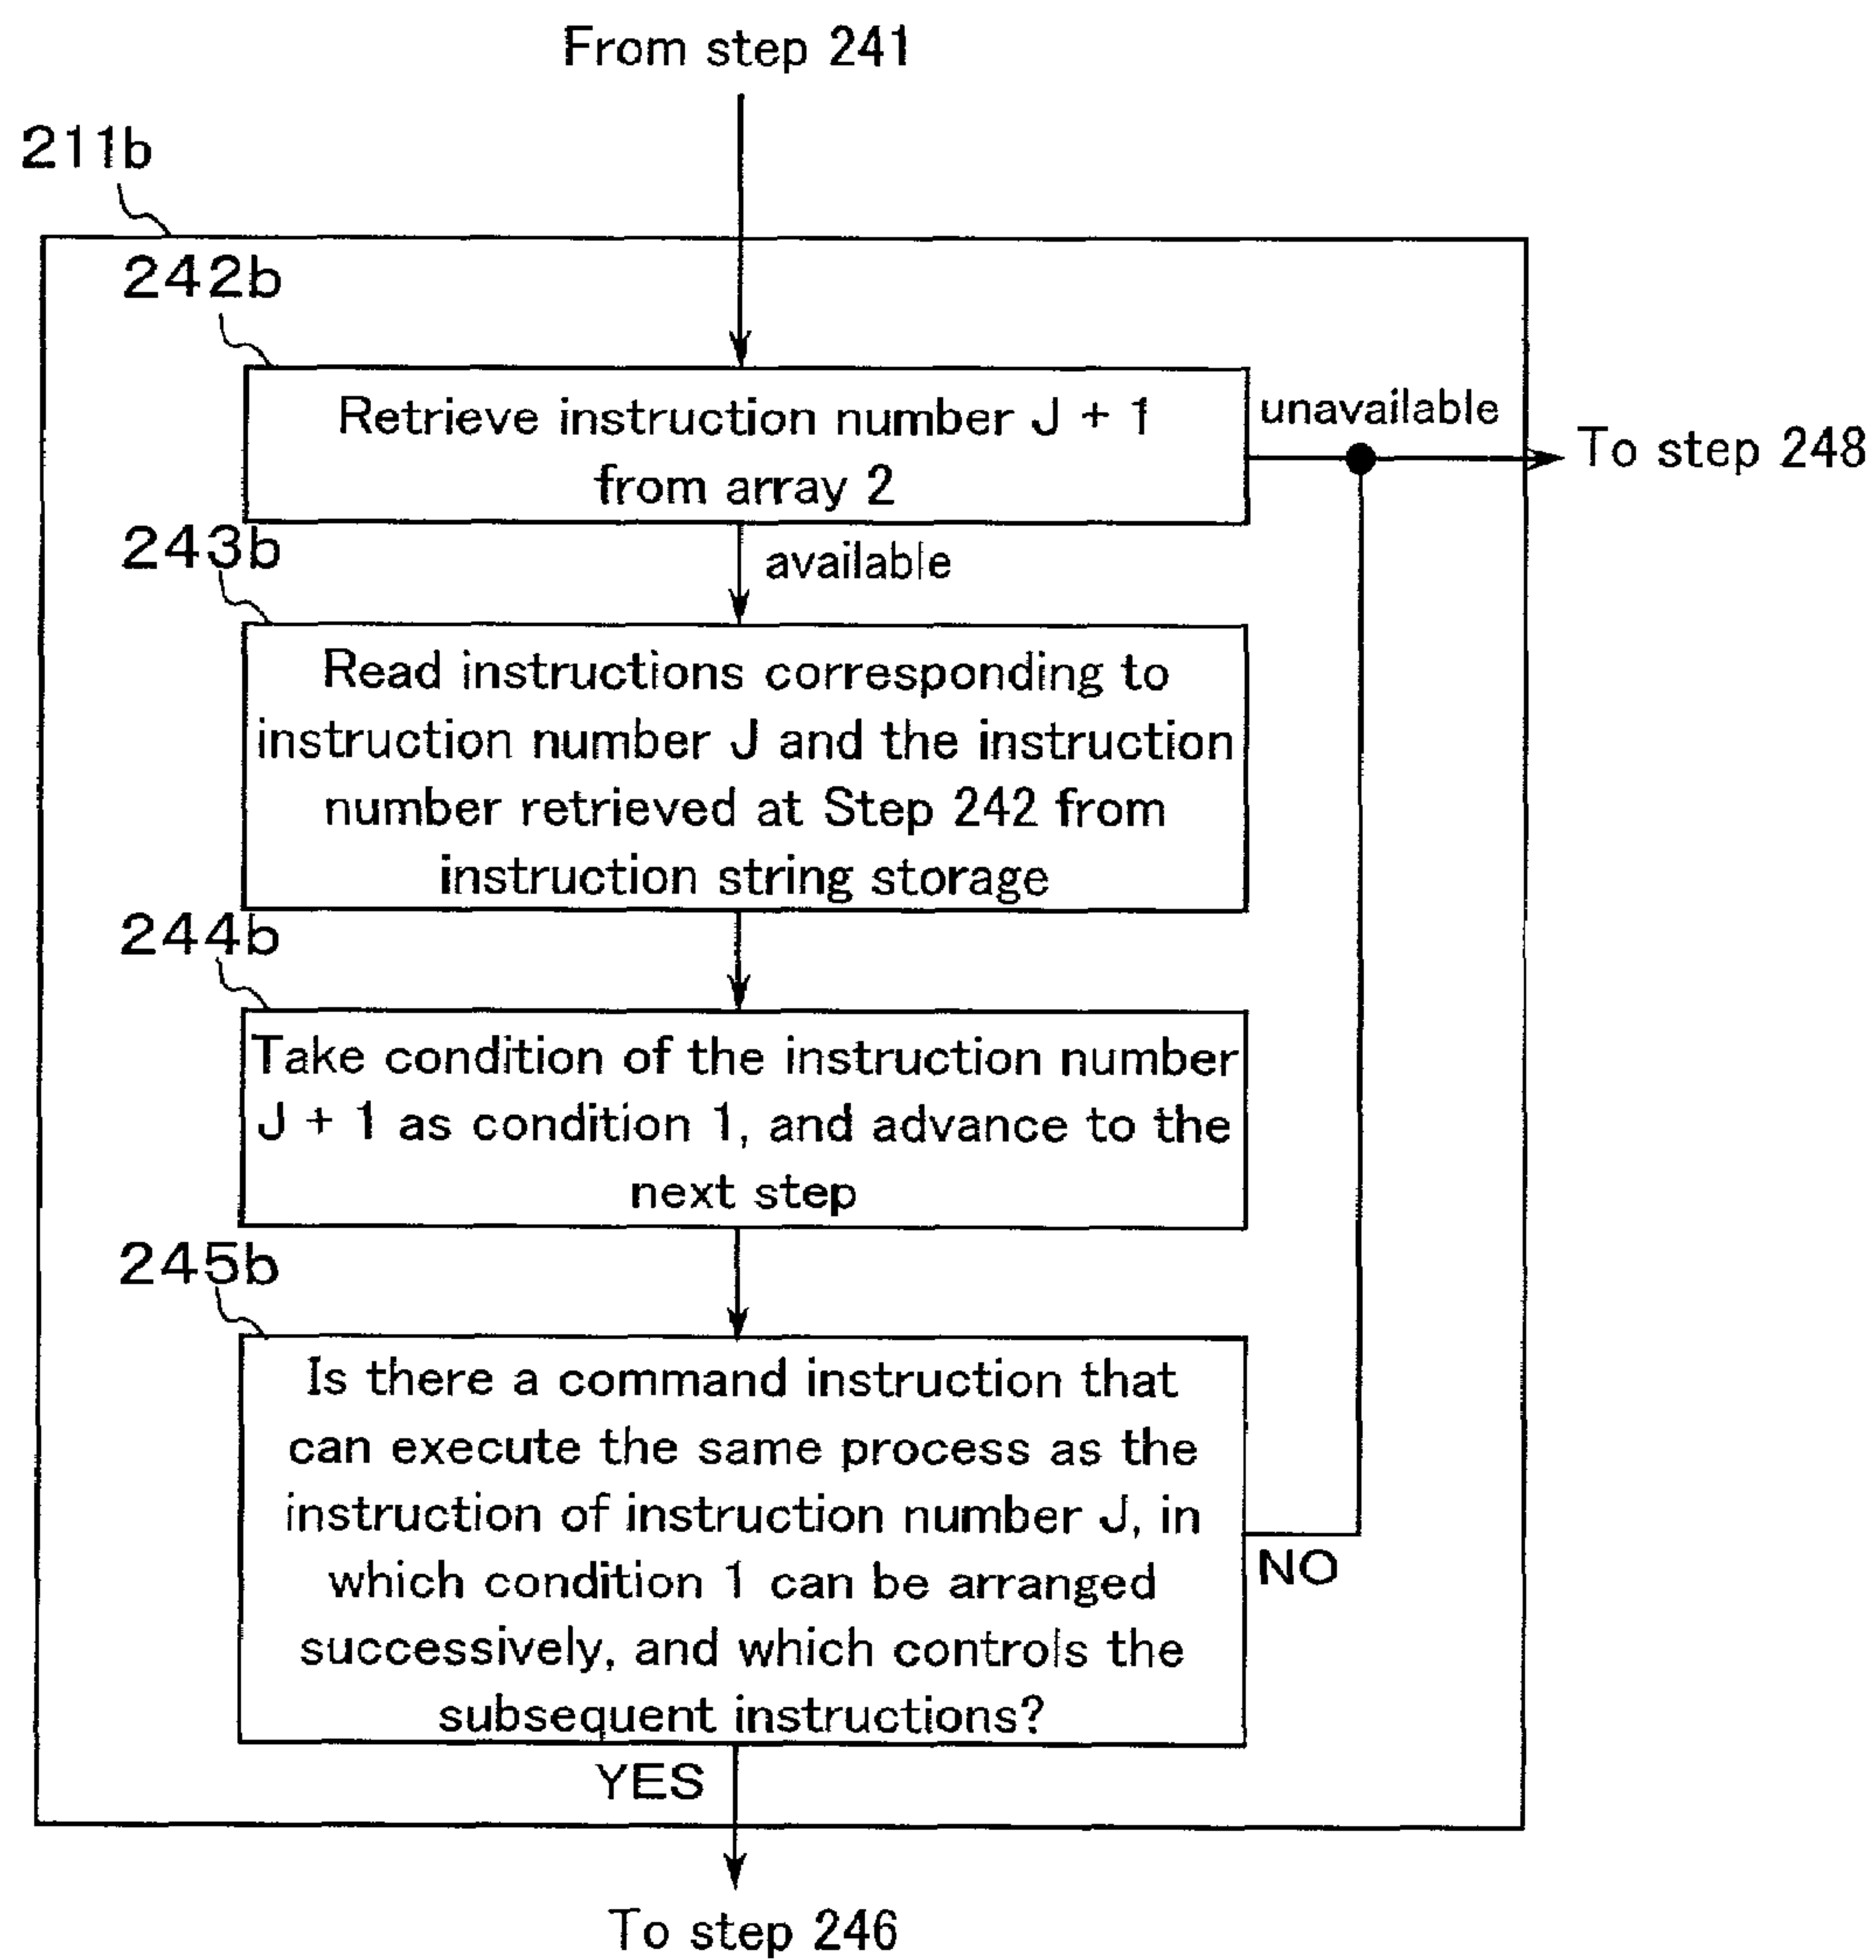 From step 241
211b
242b
Retrieve instruction number J + 1
from array 2
unavailable
To step 248
available
243b
Read instructions corresponding to
instruction number J and the instruction
number retrieved at Step 242 from
instruction string storage
244b
Take condition of the instruction number
J + 1 as condition 1, and advance to the
next step
245b
Is there a command instruction that
can execute the same process as the
instruction of instruction number J, in
which condition 1 can be arranged
successively, and which controls the
subsequent instructions?
NO
YES
To step 246